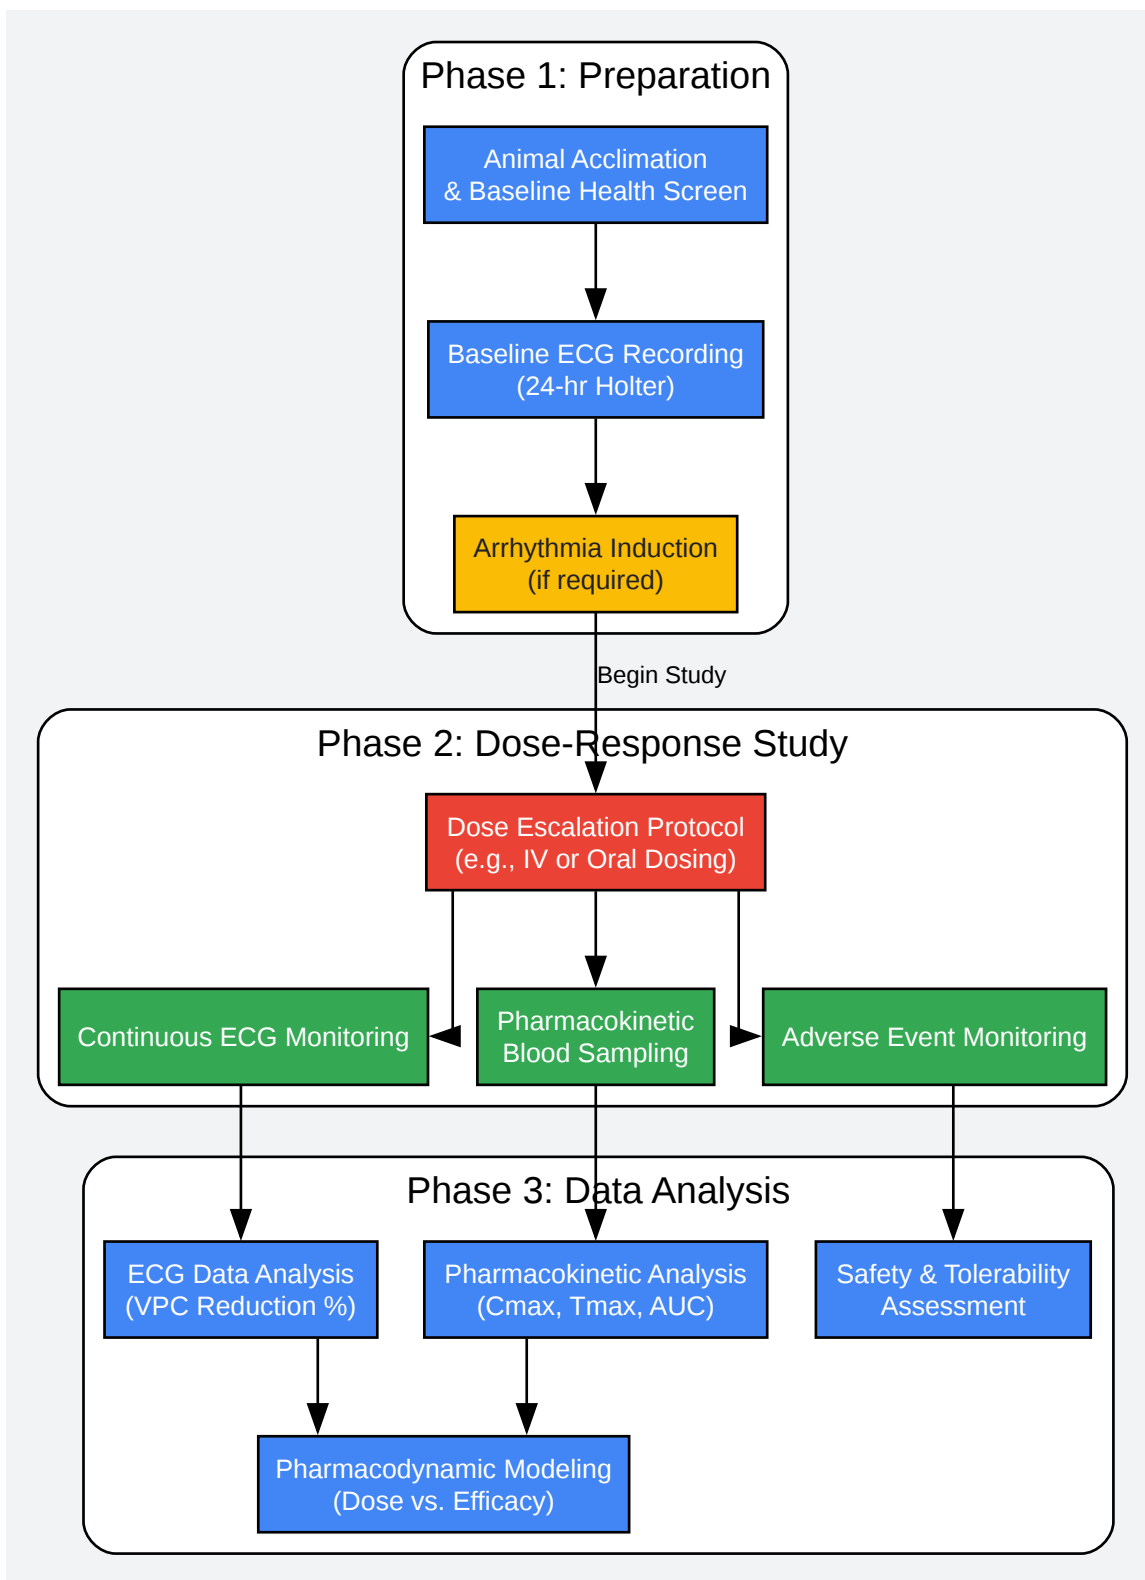 Phase 1: Preparation
Animal Acclimation
& Baseline Health Screen
Baseline ECG Recording
(24-hr Holter)
Arrhythmia Induction
(if required)
Begin Study
Phase 2: Dose-Response Study
Dose Escalation Protocol
(e.g., IV or Oral Dosing)
Continuous ECG Monitoring
Pharmacokinetic
Blood Sampling
Adverse Event Monitoring
Phase 3: Data Analysis
ECG Data Analysis
(VPC Reduction %)
Pharmacokinetic Analysis
(Cmax, Tmax, AUC)
Safety & Tolerability
Assessment
Pharmacodynamic Modeling
(Dose vs. Efficacy)